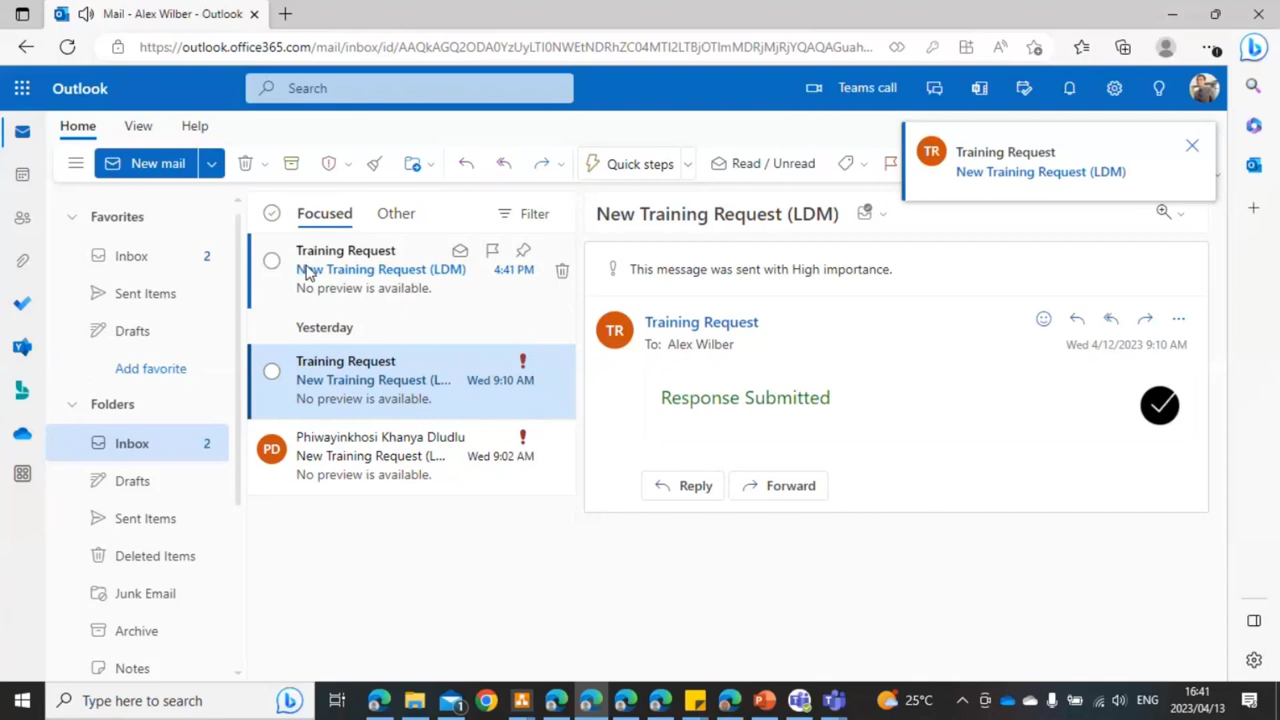 Mail - Alex Wilber - Outlook
https://outlook.office365.com/mail/inbox/id/AAQkAGQ2ODA0YzUyLTI0NWEtNDRhZC04MTI2LTBjOTImMDRjMjRjYQAQAGuah...
Outlook
Search
Teams call
Home
View
Help
New mail
Quick steps
Read / Unread
TR
Training Request
New Training Request (LDM)
Favorites
Inbox
2
Sent Items
Drafts
Add favorite
Folders
Inbox
2
Drafts
Sent Items
Deleted Items
Junk Email
Archive
Notes
Focused
Other
Filter
Training Request
New Training Request (LDM)
4:41 PM
No preview is available.
Yesterday
Training Request
New Training Request (L...
Wed 9:10 AM
No preview is available.
PD
Phiwayinkhosi Khanya Dludlu
New Training Request (L...
Wed 9:02 AM
No preview is available.
New Training Request (LDM)
This message was sent with High importance.
TR
Training Request
To: Alex Wilber
Wed 4/12/2023 9:10 AM
Response Submitted
Reply
Forward
Type here to search
1
25°C
ENG
16:41
2023/04/13